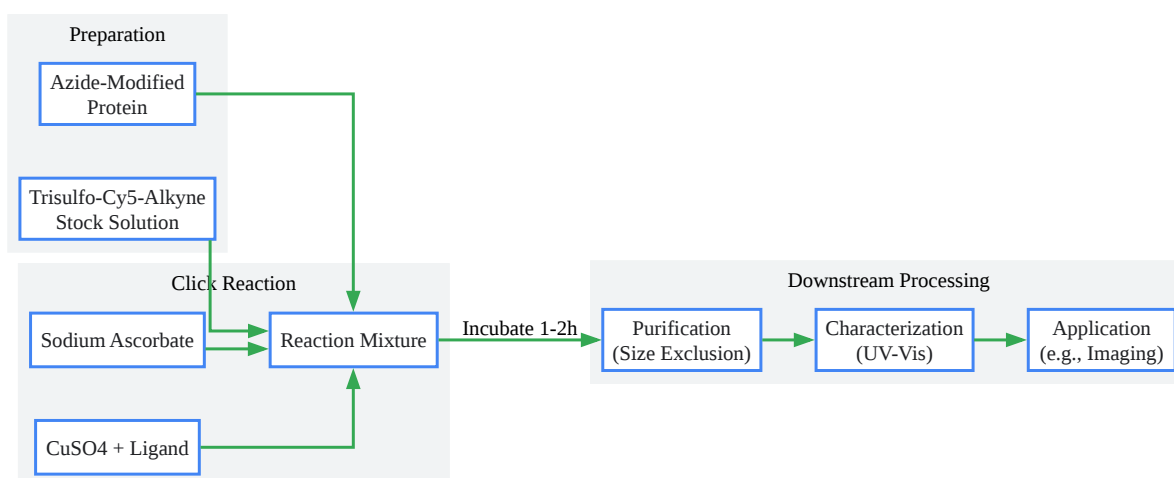 Preparation
Azide-Modified
Protein
Trisulfo-Cy5-Alkyne
Stock Solution
Click Reaction
Sodium Ascorbate
Reaction Mixture
CuSO4 + Ligand
Incubate 1-2h
Downstream Processing
Purification
(Size Exclusion)
Characterization
(UV-Vis)
Application
(e.g., Imaging)